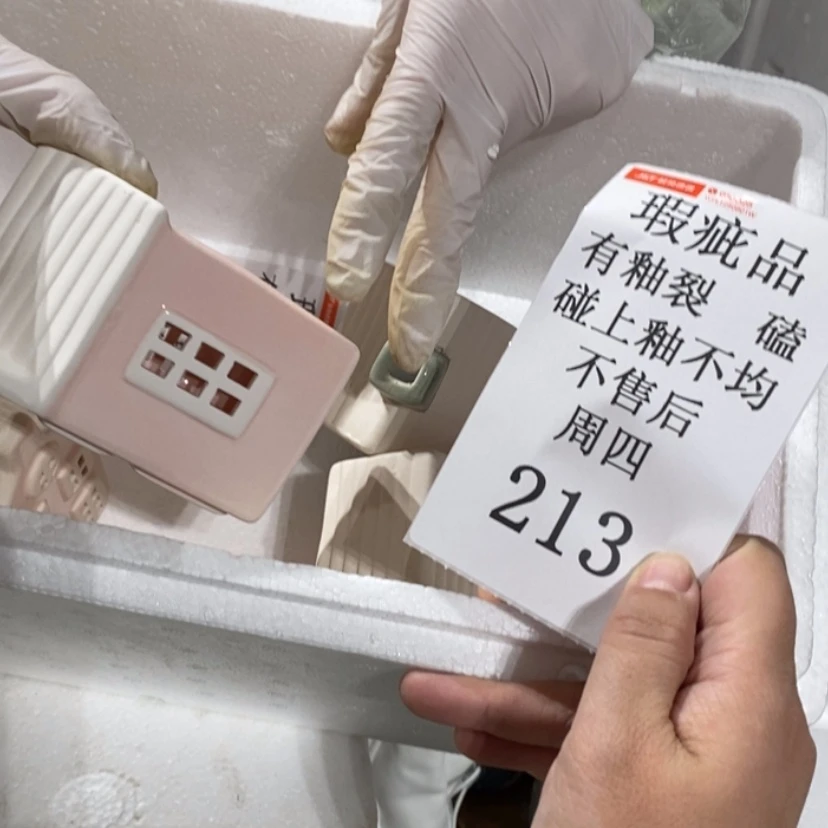 瑕疵品
有釉裂 磕
碰上釉不均
不售后
周四
213